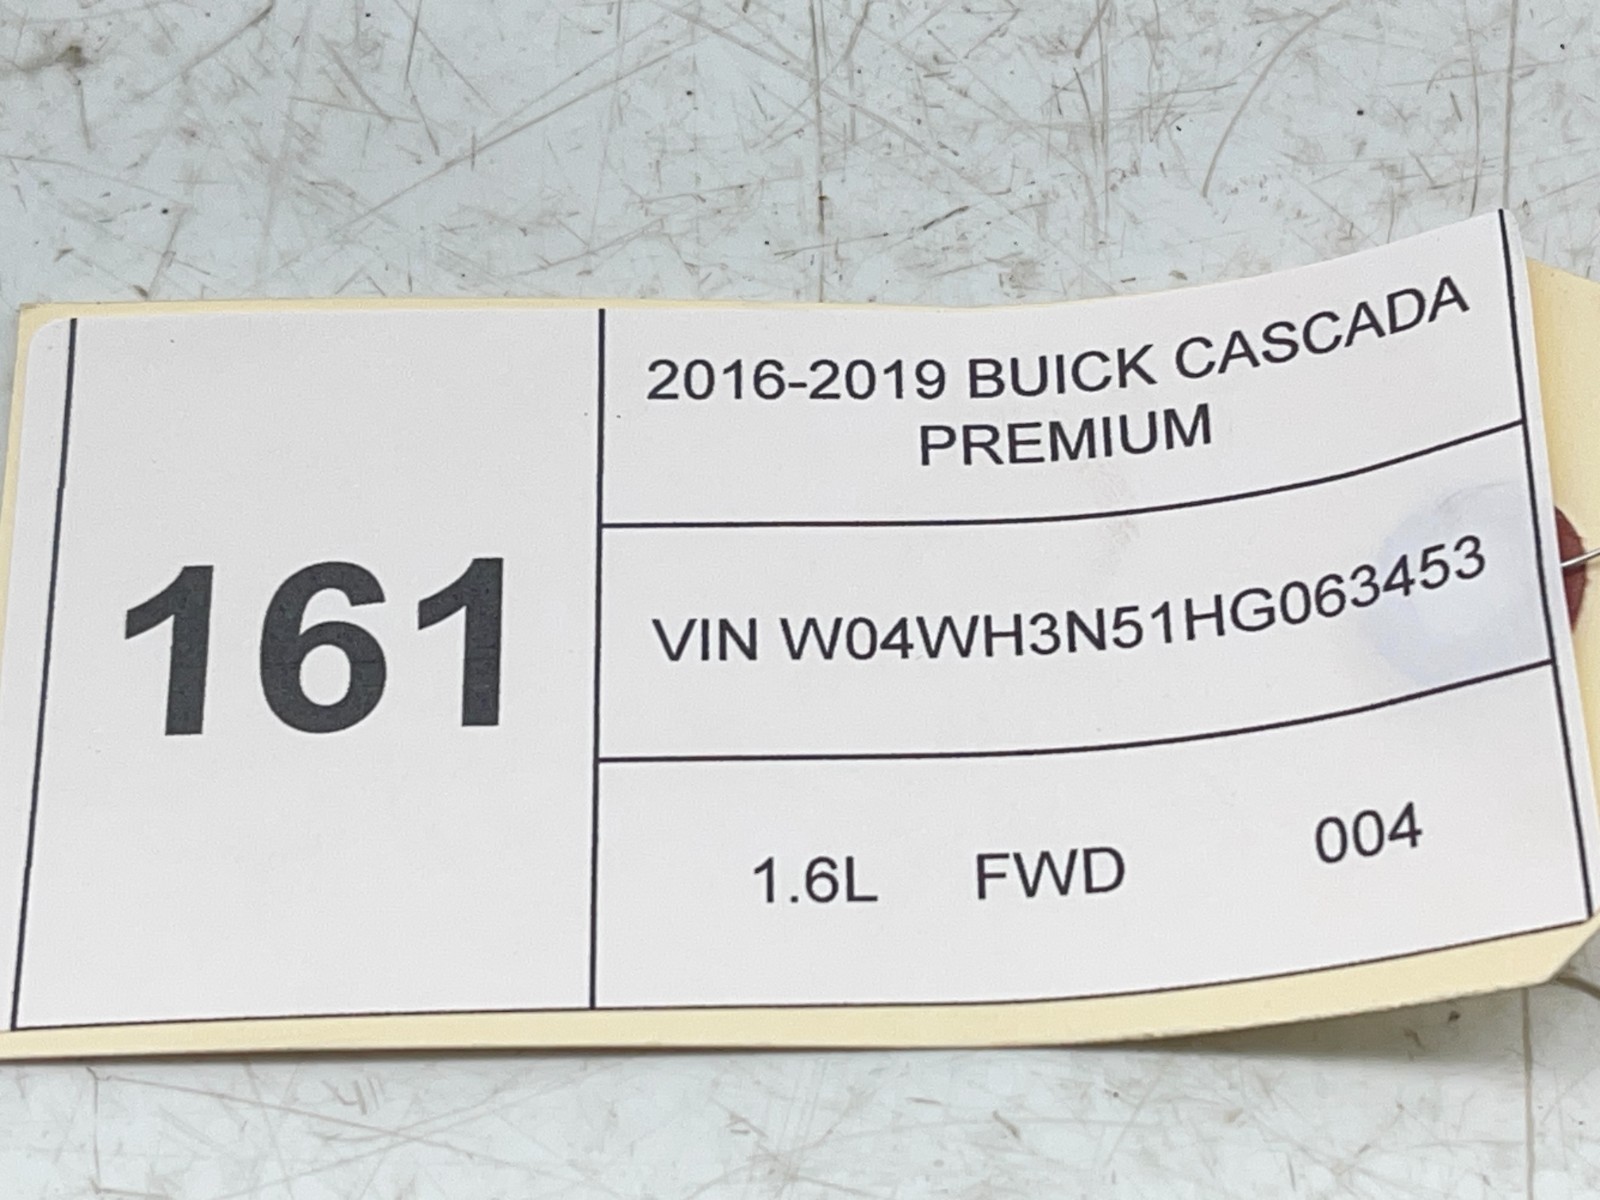 161
2016-2019 BUICK CASCADA
PREMIUM
VIN W04WH3N51HG063453
1.6L FWD 004